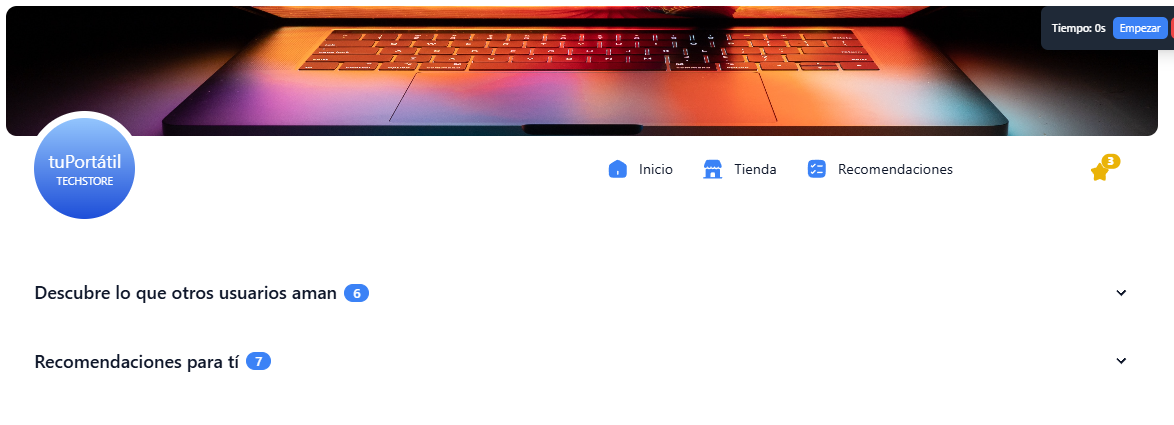 Tiempo: 0s Empezar
tuPortátil
TECHSTORE
Inicio Tienda Recomendaciones 3
Descubre lo que otros usuarios aman 6
Recomendaciones para tí 7